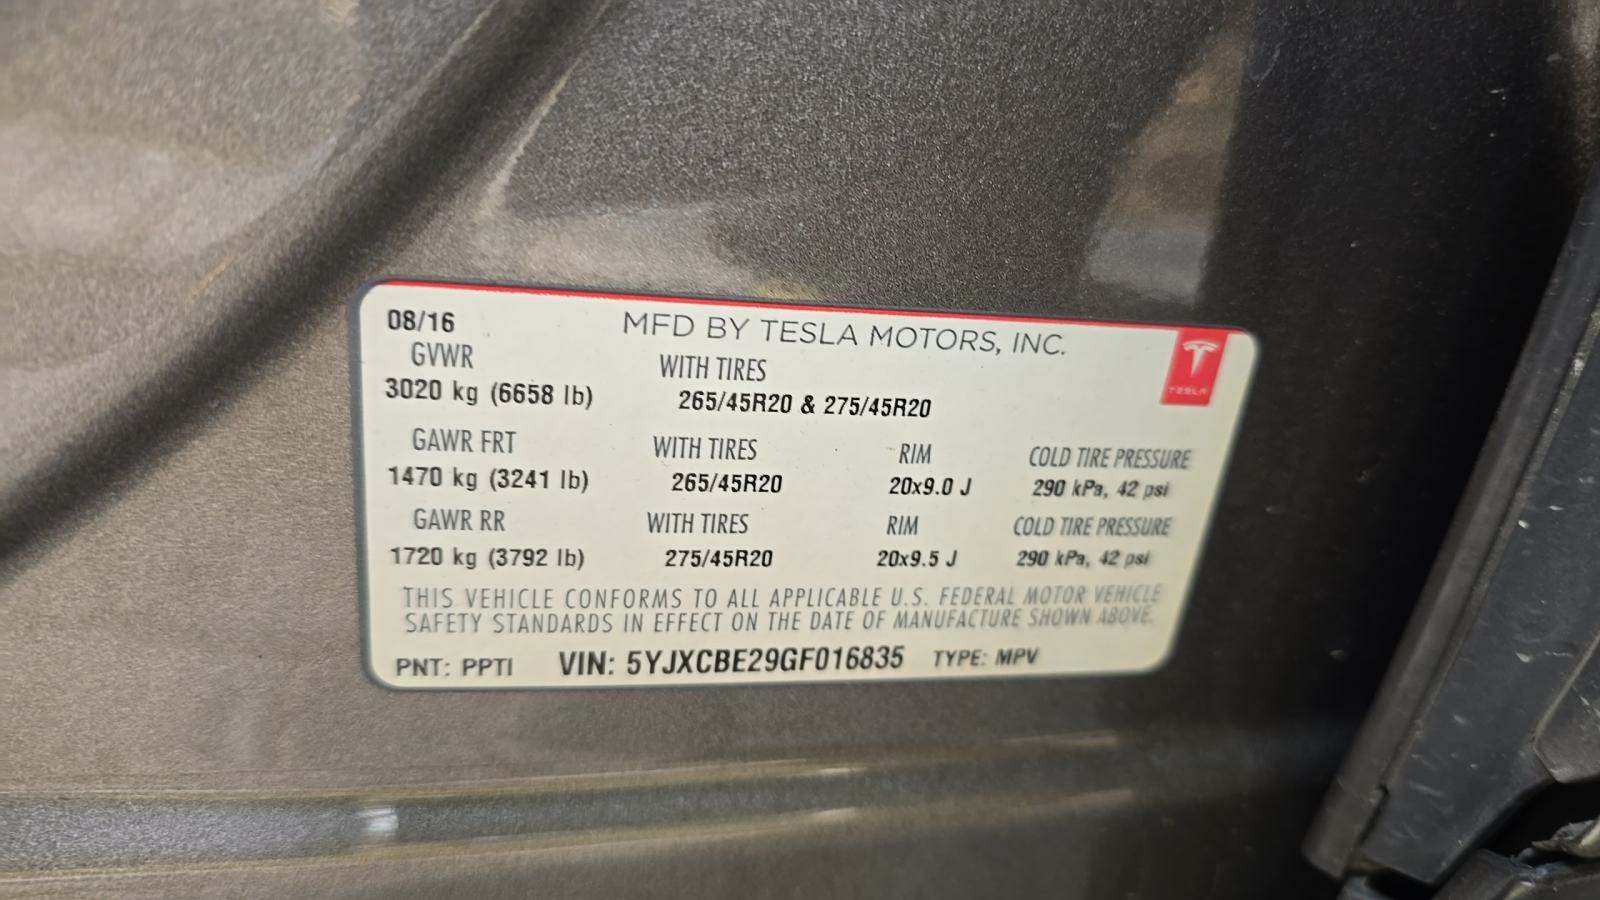 08/16 MFD BY TESLA MOTORS, INC.
TESLA
GVWR WITH TIRES
3020 kg (6658 lb) 265/45R20 & 275/45R20
GAWR FRT WITH TIRES RIM COLD TIRE PRESSURE
1470 kg (3241 lb) 265/45R20 20x9.0 J 290 kPa, 42 psi
GAWR RR WITH TIRES RIM COLD TIRE PRESSURE
1720 kg (3792 lb) 275/45R20 20x9.5 J 290 kPa, 42 psi
THIS VEHICLE CONFORMS TO ALL APPLICABLE U.S. FEDERAL MOTOR VEHICLE
SAFETY STANDARDS IN EFFECT ON THE DATE OF MANUFACTURE SHOWN ABOVE.
PNT: PPTI VIN: 5YJXCBE29GF016835 TYPE: MPV